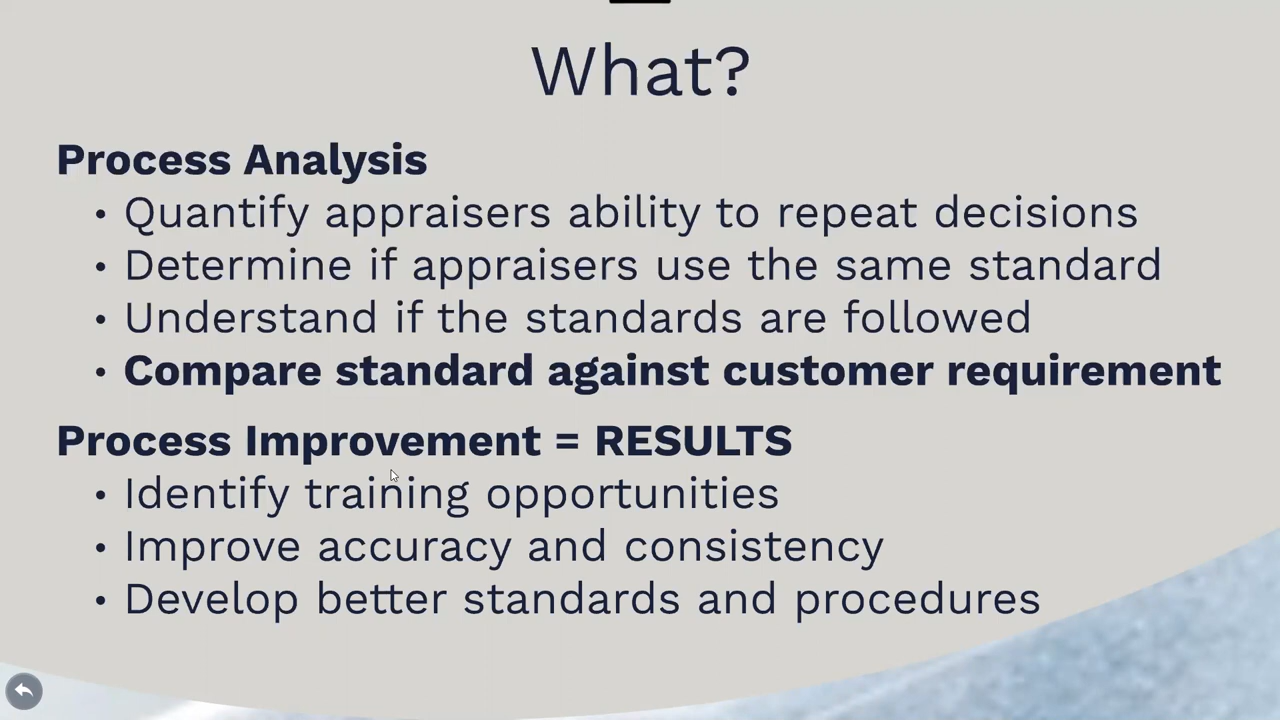 What?
Process Analysis
• Quantify appraisers ability to repeat decisions
• Determine if appraisers use the same standard
• Understand if the standards are followed
• Compare standard against customer requirement
Process Improvement = RESULTS
• Identify training opportunities
• Improve accuracy and consistency
• Develop better standards and procedures